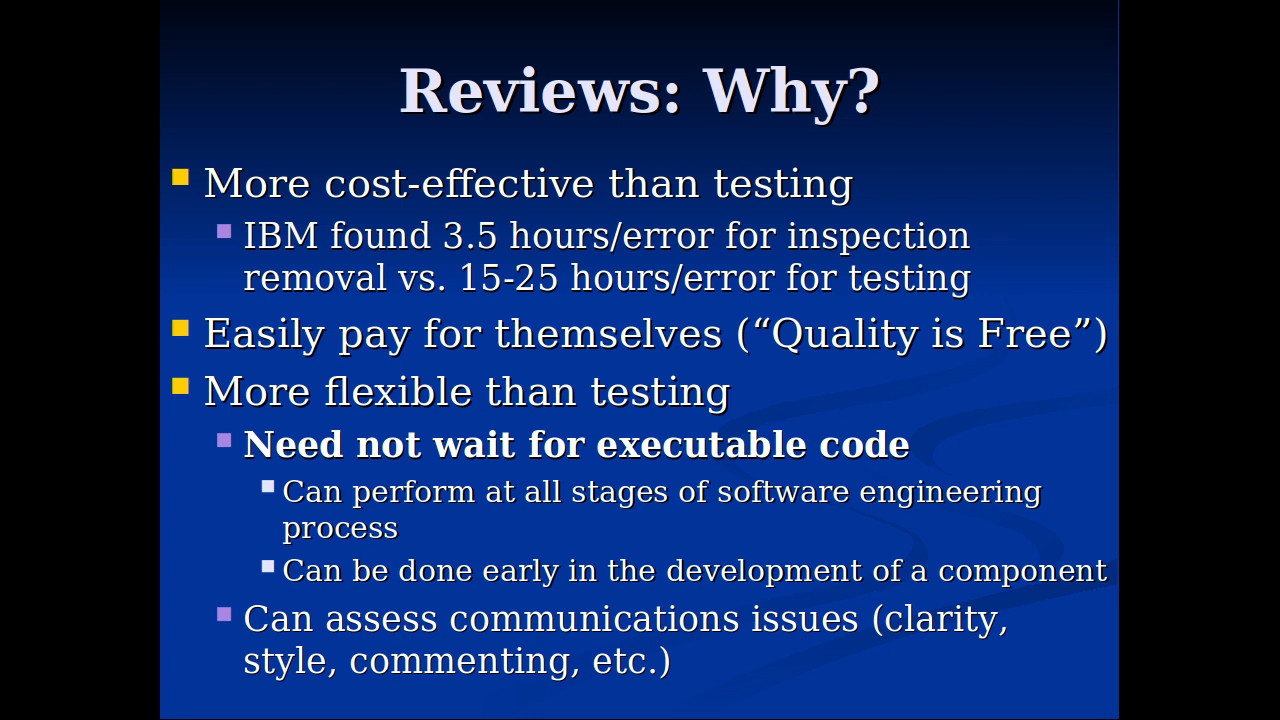 Reviews: Why?
More cost-effective than testing
IBM found 3.5 hours/error for inspection
removal vs. 15-25 hours/error for testing
Easily pay for themselves (“Quality is Free”)
More flexible than testing
Need not wait for executable code
Can perform at all stages of software engineering
process
Can be done early in the development of a component
Can assess communications issues (clarity,
style, commenting, etc.)